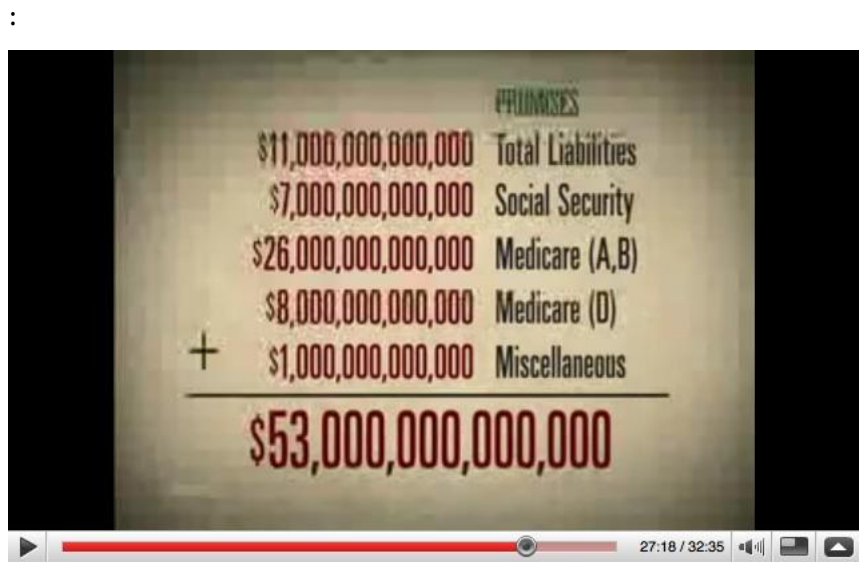 :
PROMISES
$11,000,000,000,000 Total Liabilities
$7,000,000,000,000 Social Security
$26,000,000,000,000 Medicare (A,B)
$8,000,000,000,000 Medicare (D)
+ $1,000,000,000,000 Miscellaneous
$53,000,000,000,000
27:18 / 32:35